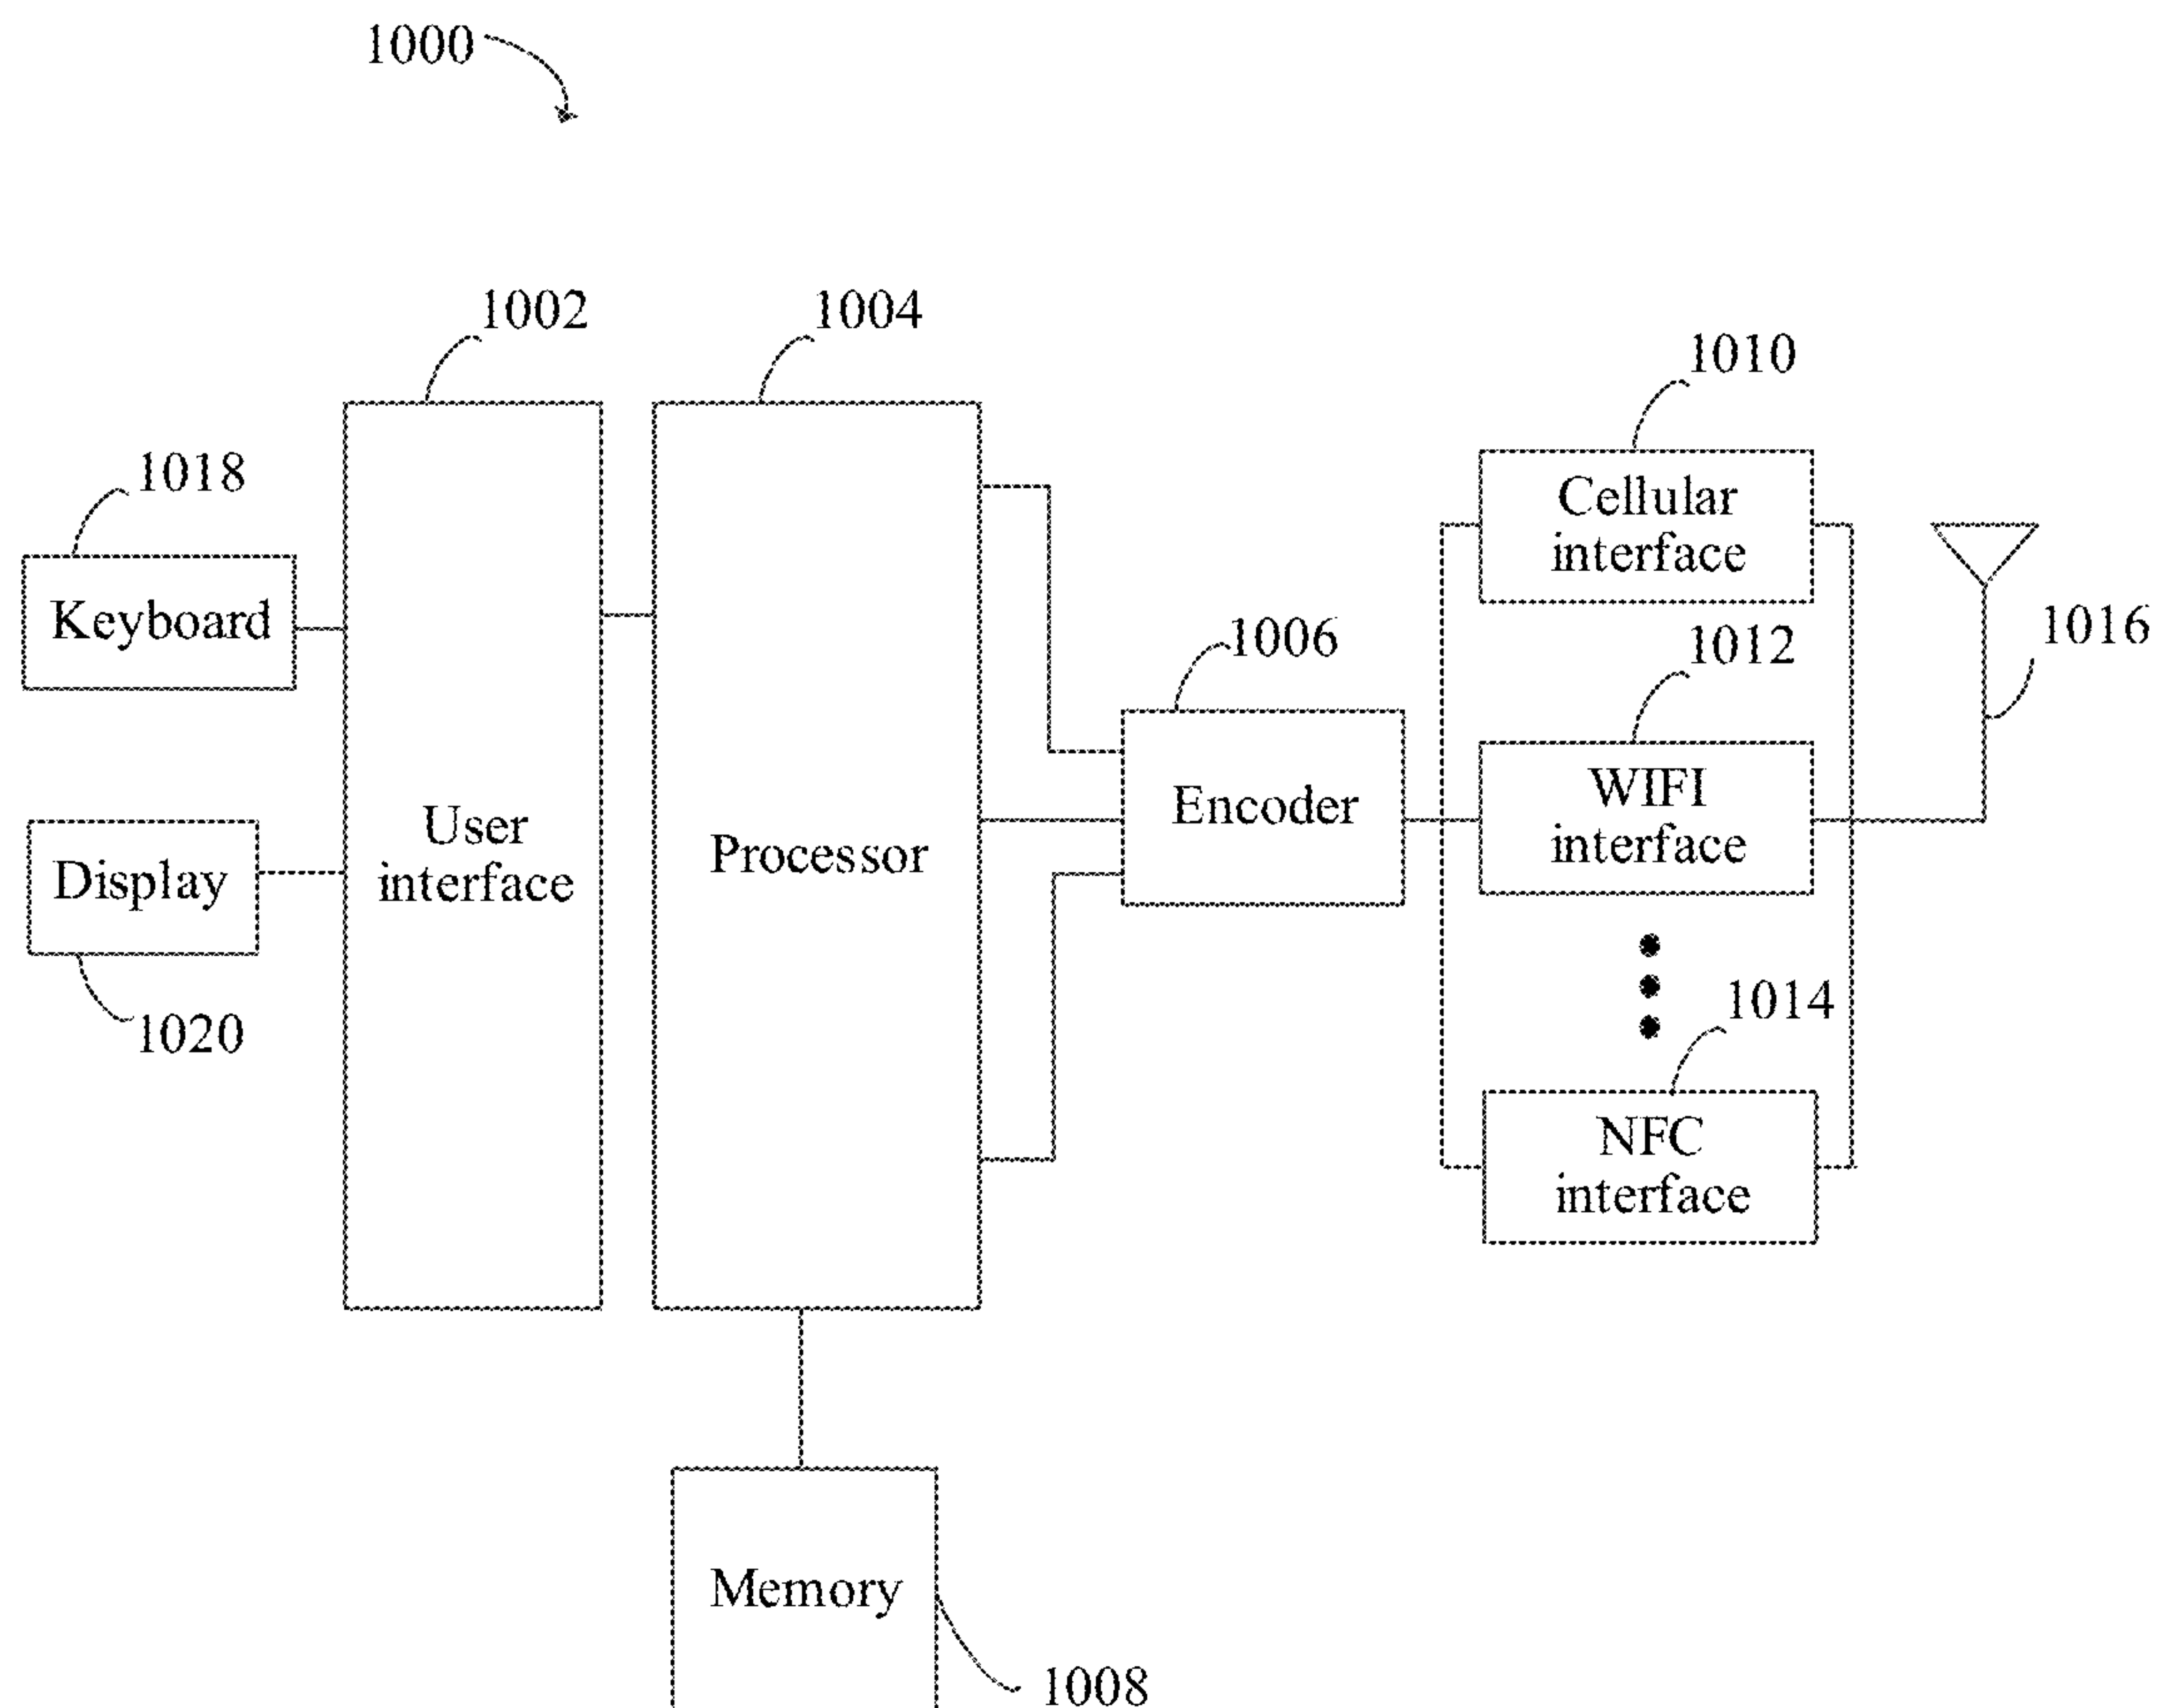 1000
1002
1004
1010
1018
Cellular
interface
Keyboard
1006
1012
1016
WIFI
interface
Encoder
User
interface
Processor
Display
1020
1014
NFC
interface
Memory
1008